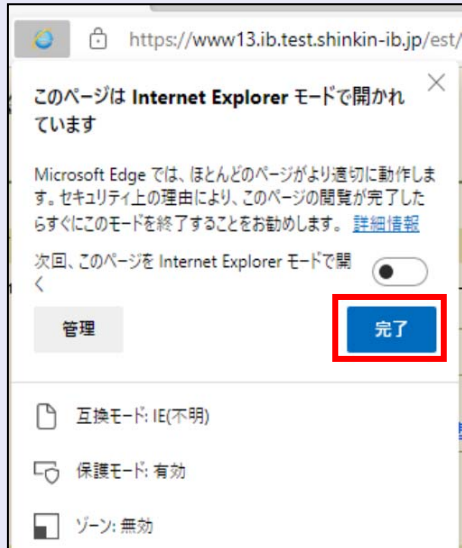 https://www13.ib.test.shinkin-ib.jp/est/
このページは Internet Explorer モードで開かれ
ています
Microsoft Edge では、ほとんどのページがより適切に動作しま
す。セキュリティ上の理由により、このページの閲覧が完了した
らすぐにこのモードを終了することをお勧めします。 詳細情報
次回、このページを Internet Explorer モードで開
く
管理
完了
互換モード: IE(不明)
保護モード: 有効
ゾーン: 無効